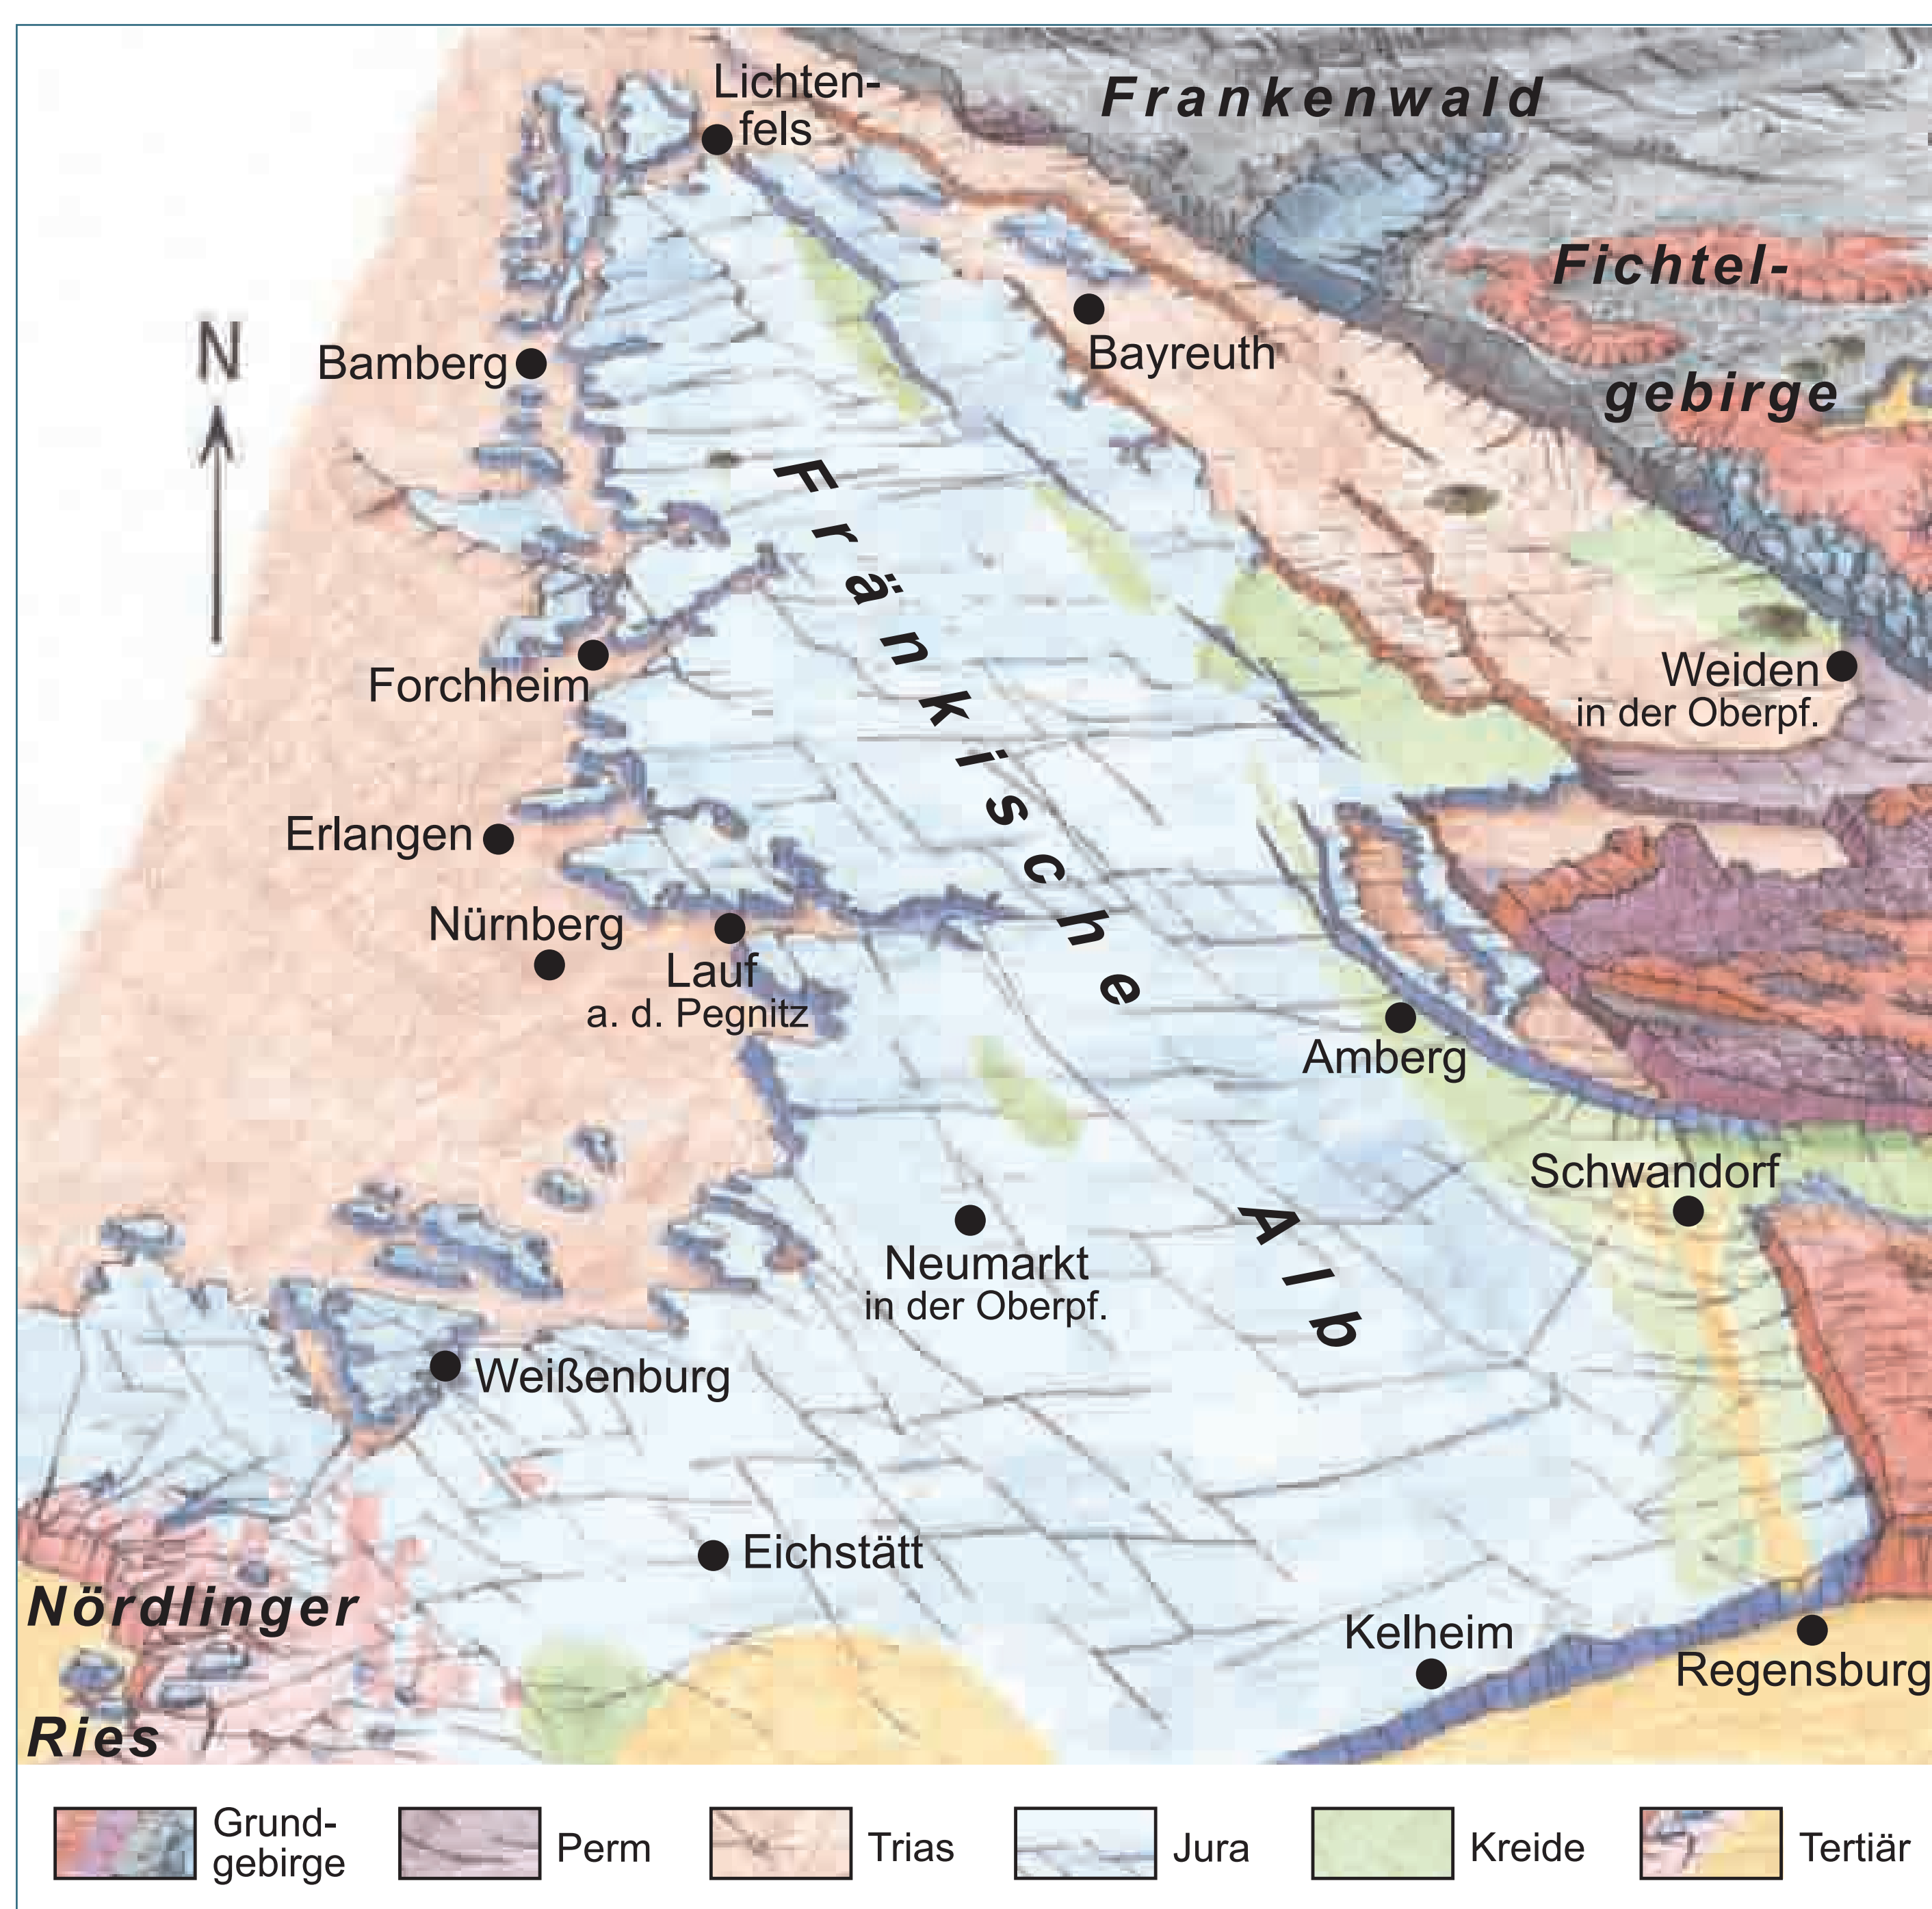 Lichten-
fels
Frankenwald
Fichtel-
gebirge
N
Bamberg
Bayreuth
Fränkische
Forchheim
Weiden
in der Oberpf.
Erlangen
Nürnberg
Lauf
a. d. Pegnitz
Amberg
Schwandorf
Alb
Neumarkt
in der Oberpf.
Weißenburg
Eichstätt
Nördlinger
Ries
Kelheim
Regensburg
Grund-
gebirge
Perm
Trias
Jura
Kreide
Tertiär